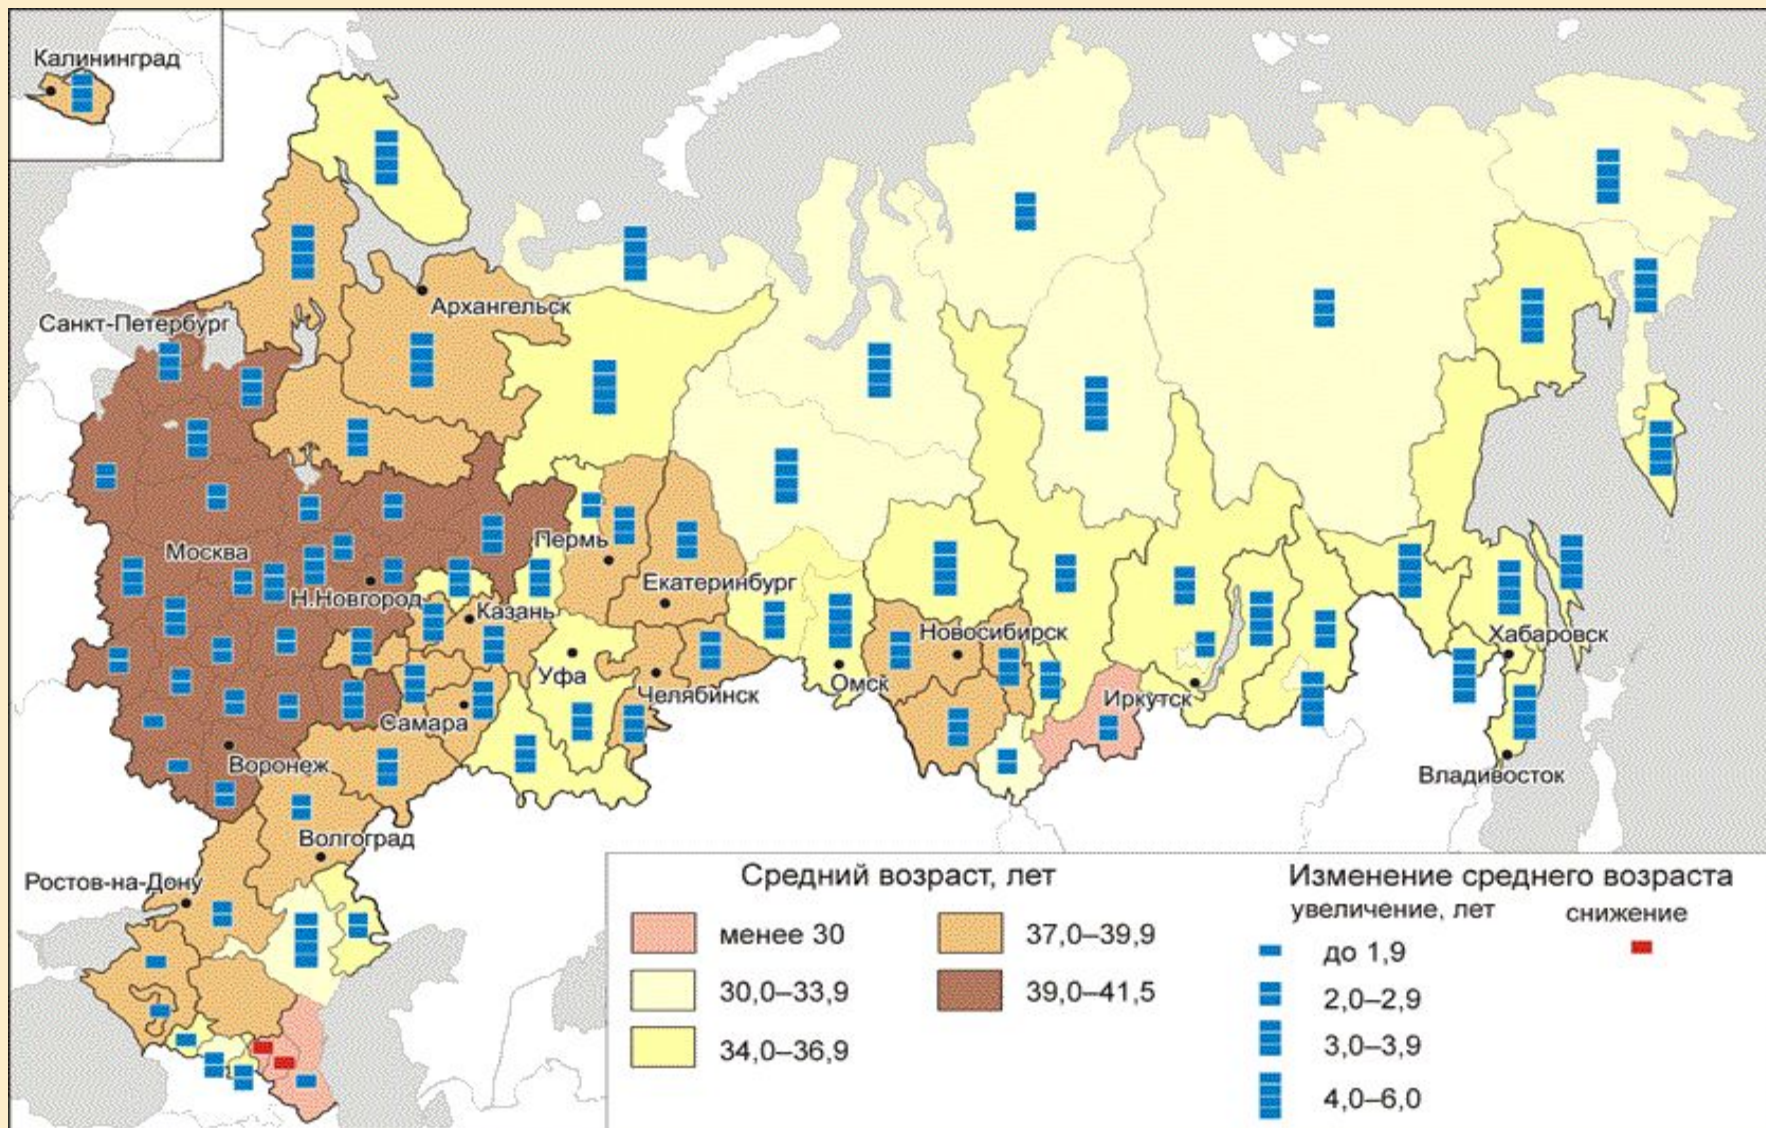 Калининград
Архангельск
Санкт-Петербург
Москва
Пермь
Екатеринбург
Н.Новгород
Казань
Новосибирск
Хабаровск
Уфа
Челябинск
Омск
Иркутск
Самара
Воронеж
Владивосток
Волгоград
Ростов-на-Дону
Средний возраст, лет
менее 30
30,0–33,9
34,0–36,9
37,0–39,9
39,0–41,5
Изменение среднего возраста
увеличение, лет
снижение
до 1,9
2,0–2,9
3,0–3,9
4,0–6,0